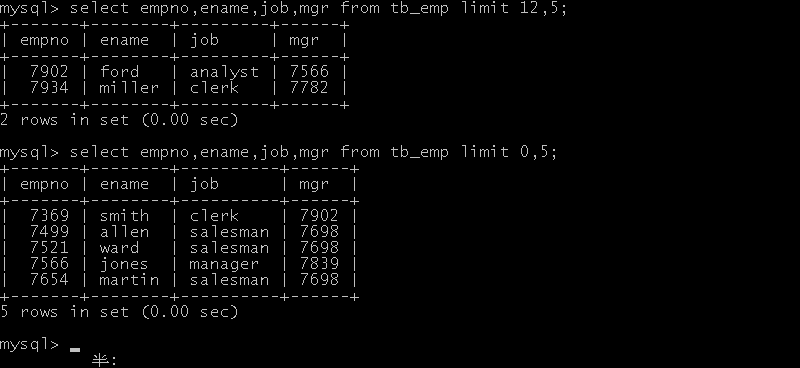 mysql> select empno,ename,job,mgr from tb_emp limit 12,5;
+-------+--------+---------+------+
| empno | ename  | job     | mgr  |
+-------+--------+---------+------+
|  7902 | ford   | analyst | 7566 |
|  7934 | miller | clerk   | 7782 |
+-------+--------+---------+------+
2 rows in set (0.00 sec)
mysql> select empno,ename,job,mgr from tb_emp limit 0,5;
+-------+--------+----------+------+
| empno | ename  | job      | mgr  |
+-------+--------+----------+------+
|  7369 | smith  | clerk    | 7902 |
|  7499 | allen  | salesman | 7698 |
|  7521 | ward   | salesman | 7698 |
|  7566 | jones  | manager  | 7839 |
|  7654 | martin | salesman | 7698 |
+-------+--------+----------+------+
5 rows in set (0.00 sec)
mysql> _
半: